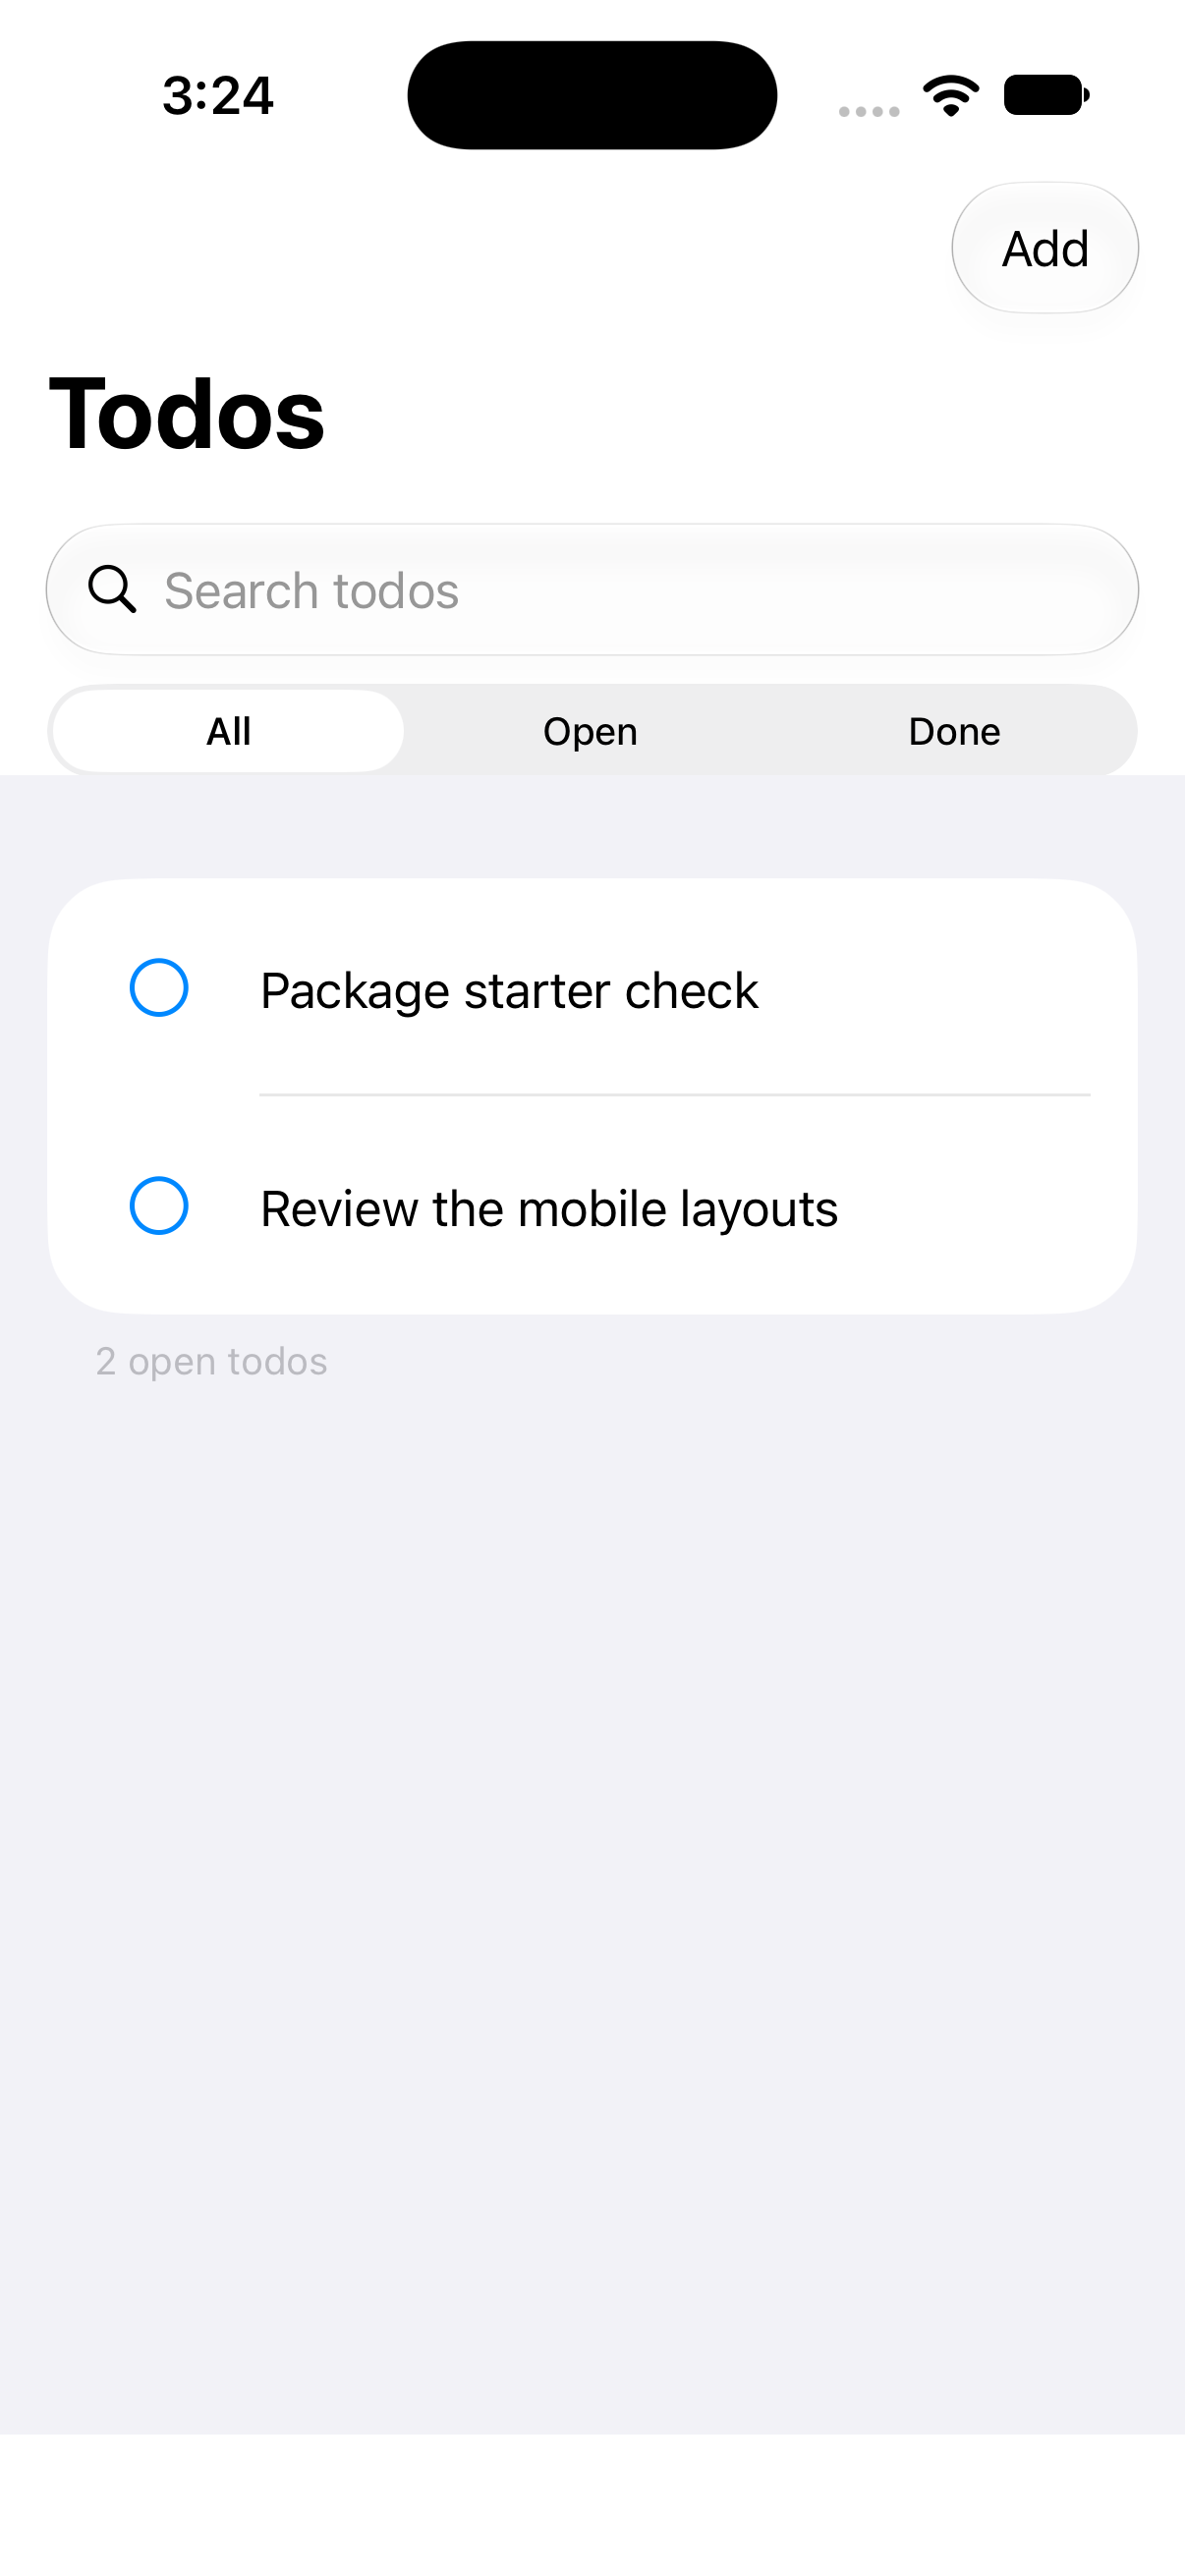 3:24
Add
Todos
Search todos
All Open Done
Package starter check
Review the mobile layouts
2 open todos